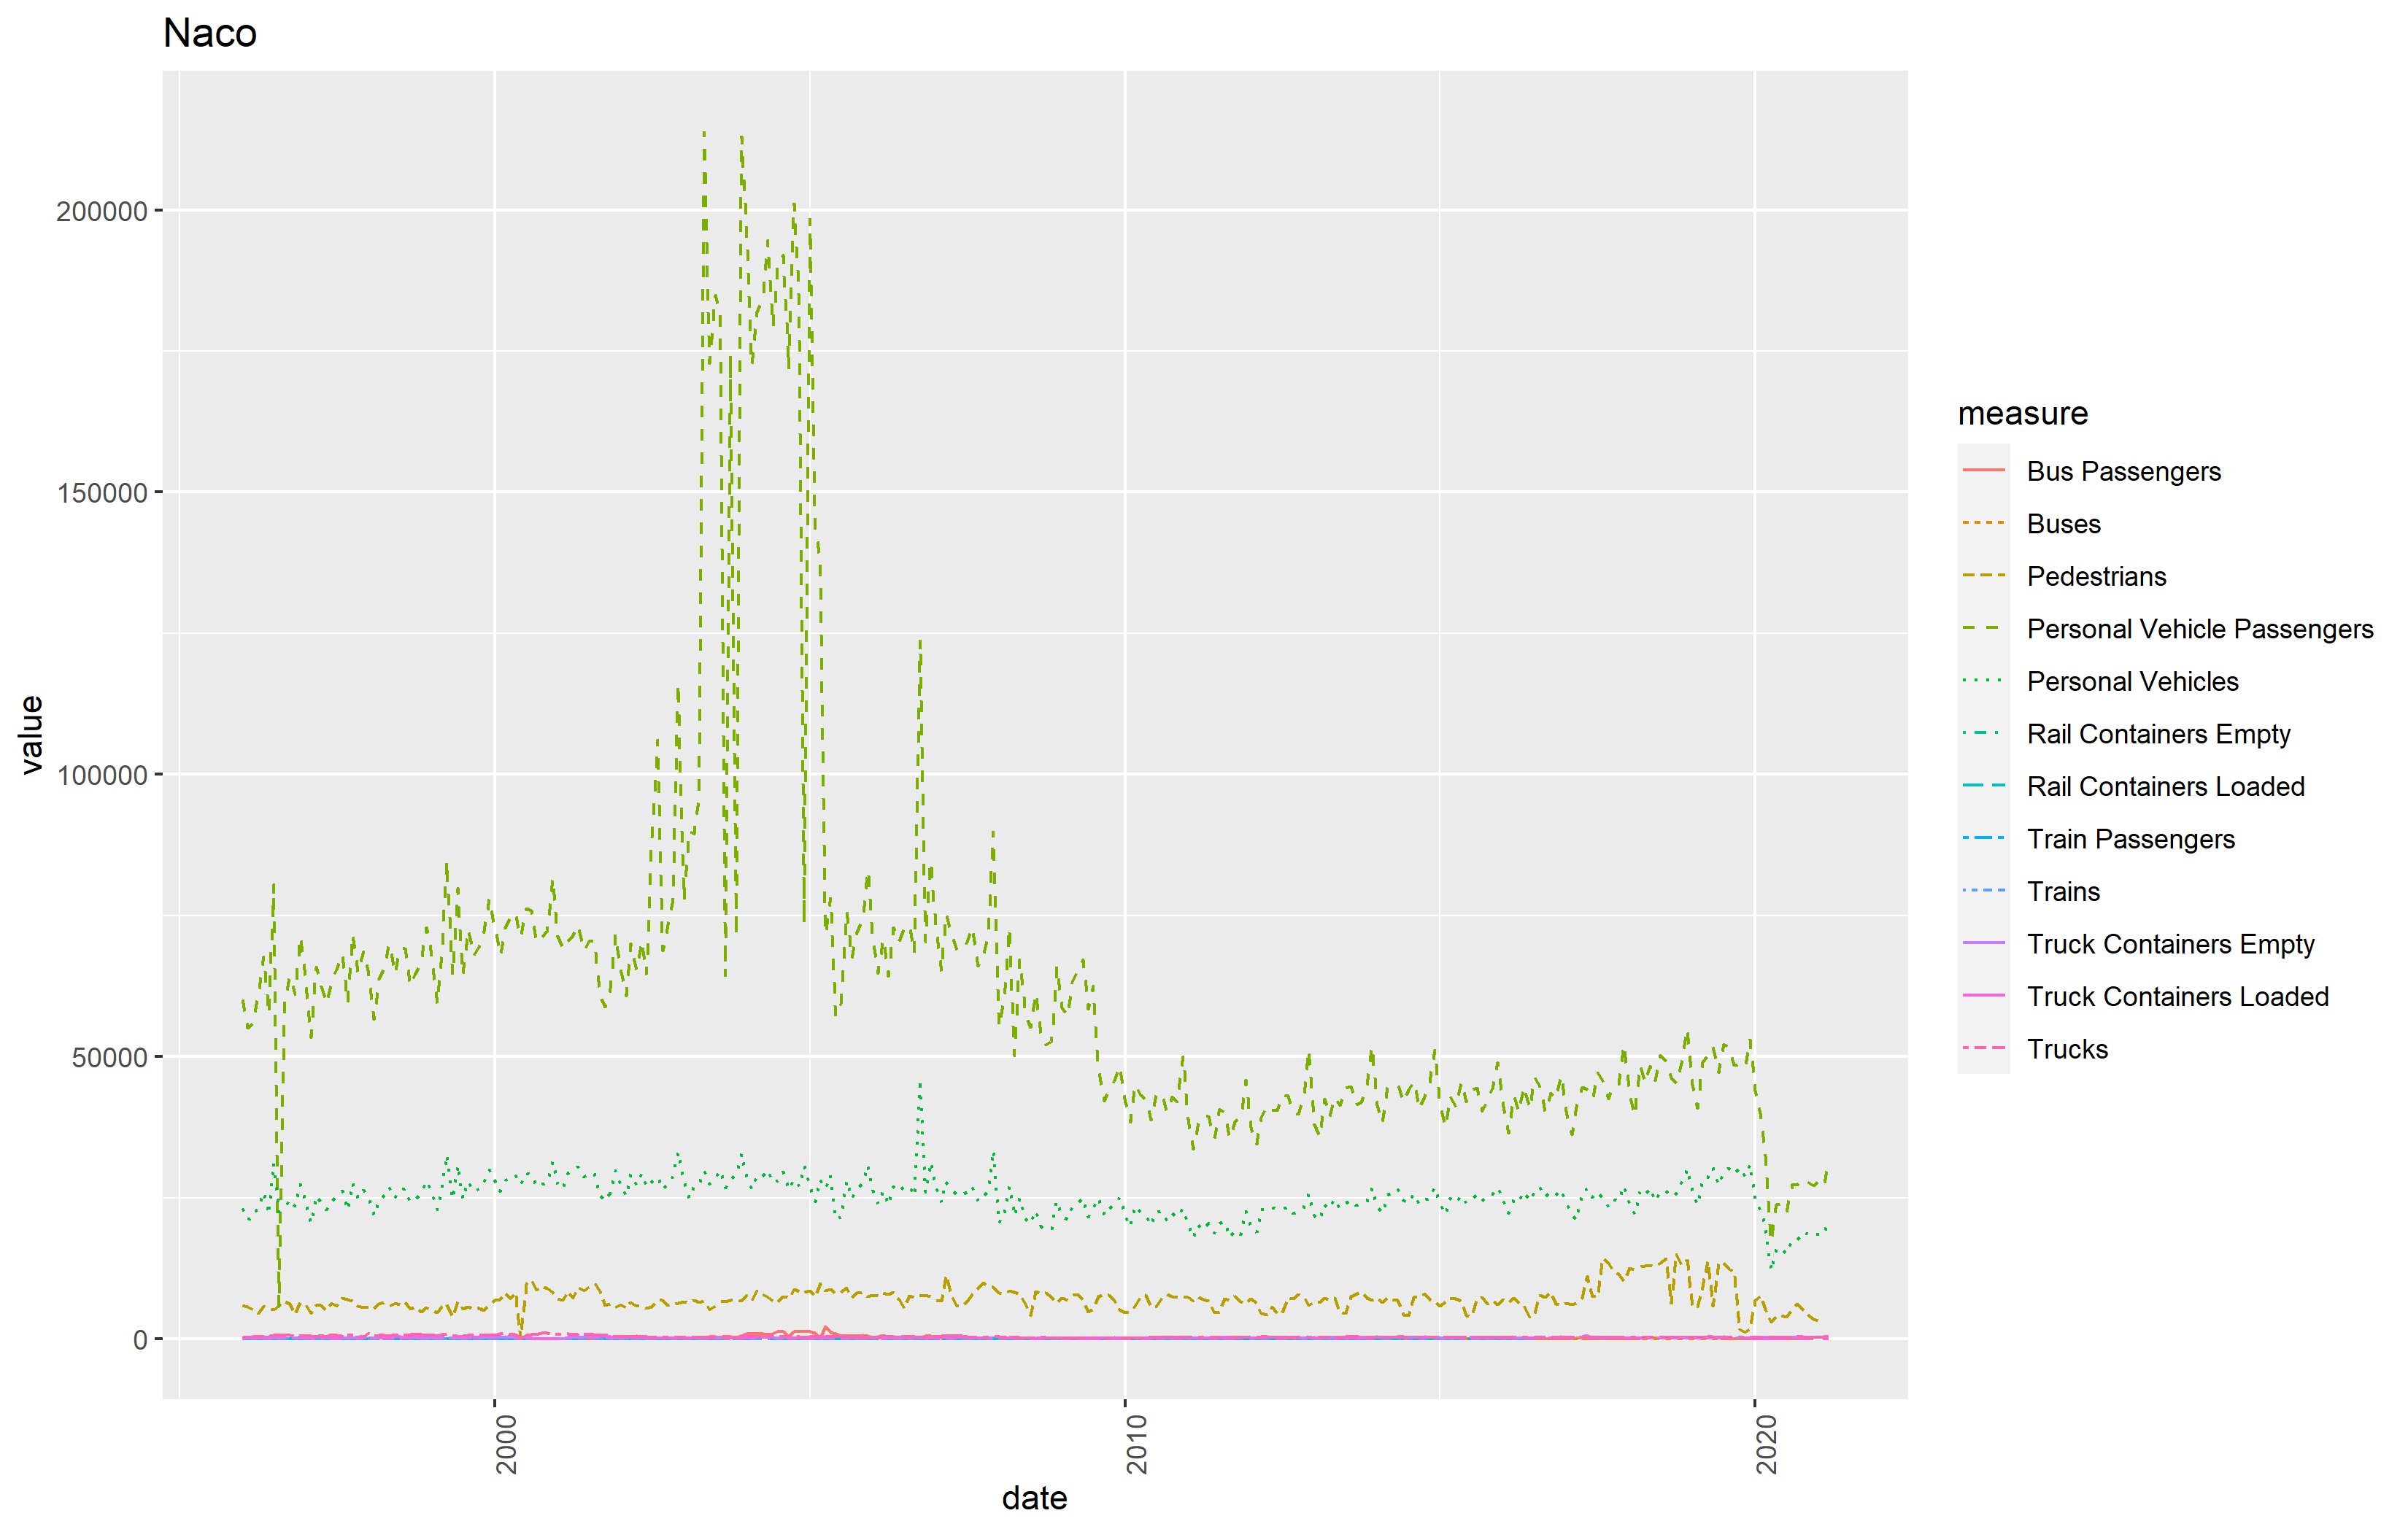 Naco
value
200000
150000
100000
50000
0
2000
2010
2020
date
measure
Bus Passengers
Buses
Pedestrians
Personal Vehicle Passengers
Personal Vehicles
Rail Containers Empty
Rail Containers Loaded
Train Passengers
Trains
Truck Containers Empty
Truck Containers Loaded
Trucks